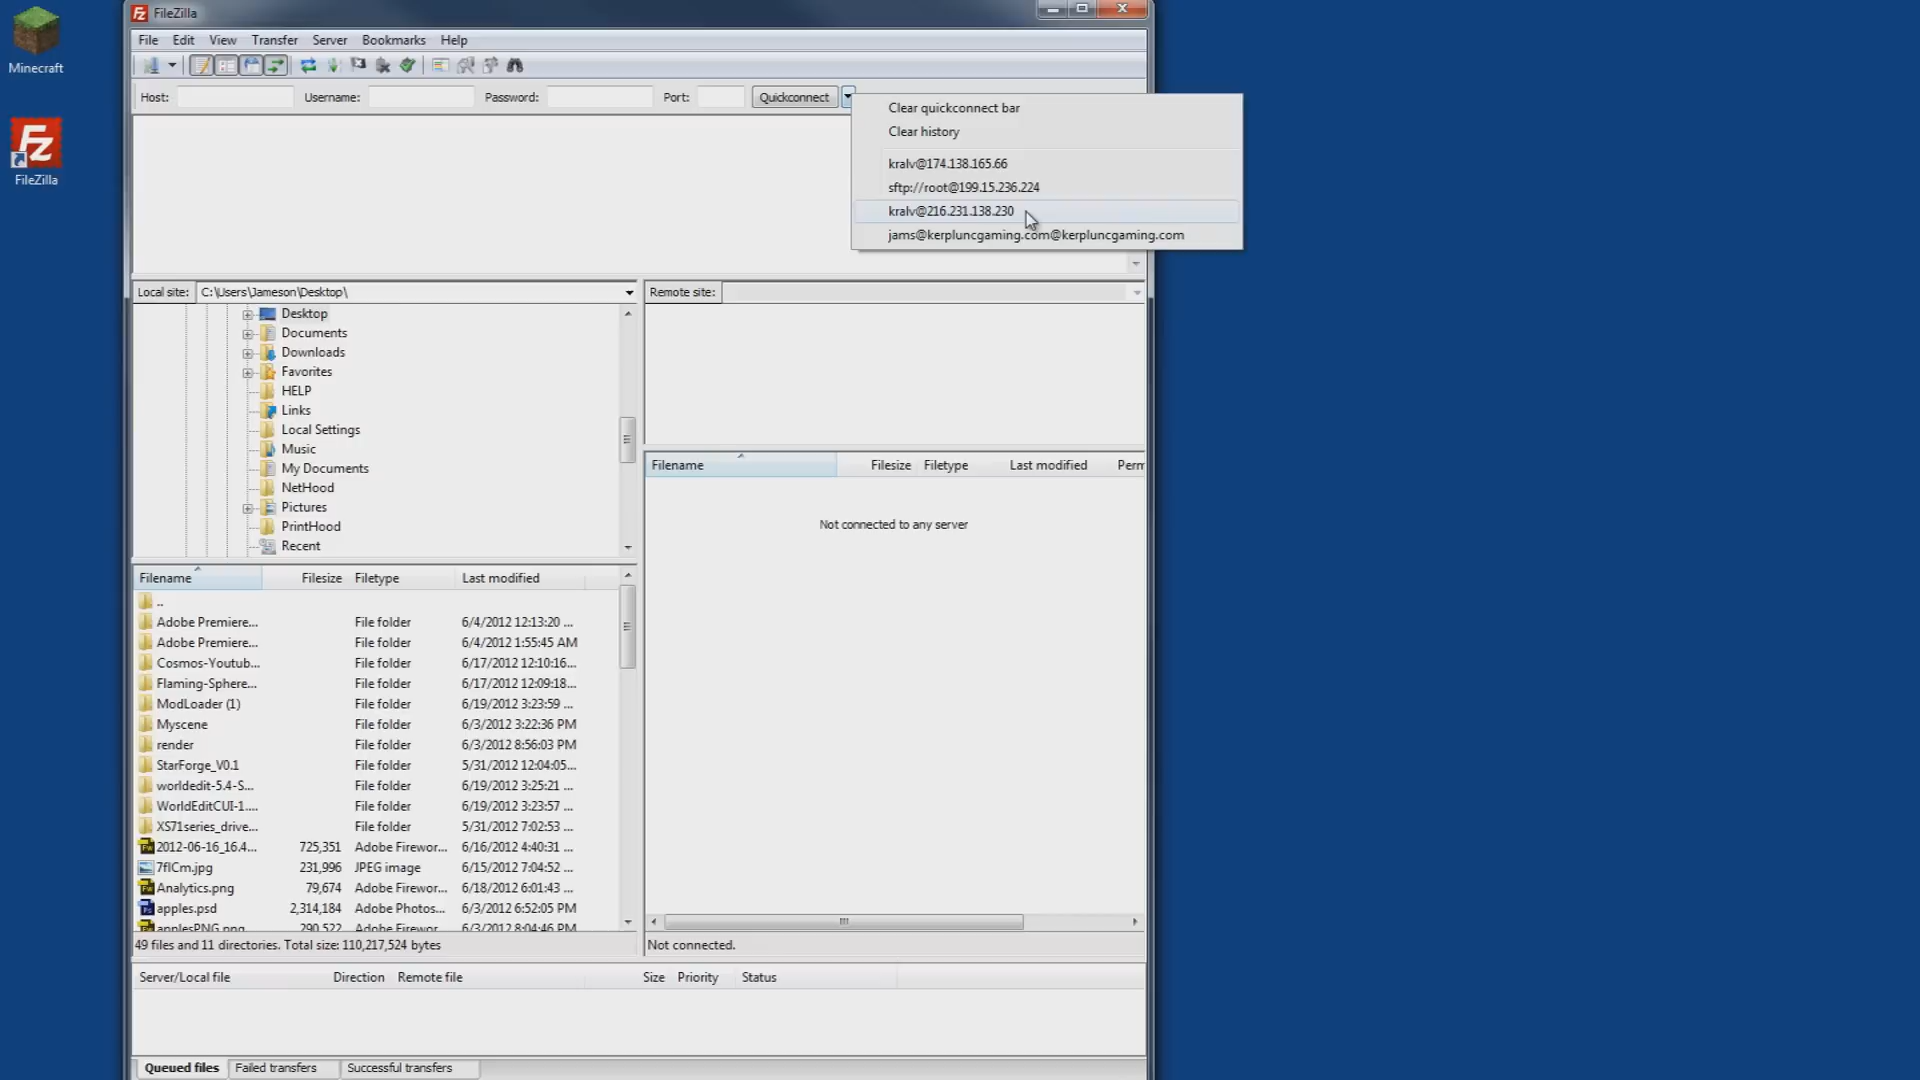 Minecraft
FileZilla
FileZilla
File Edit View Transfer Server Bookmarks Help
Host: Username: Password: Port: Quickconnect
Clear quickconnect bar
Clear history
kralv@174.138.165.66
sftp://root@199.15.236.224
kralv@216.231.138.230
jams@kerpluncgaming.com@kerpluncgaming.com
Local site: C:\Users\Jameson\Desktop\
Desktop
Documents
Downloads
Favorites
HELP
Links
Local Settings
Music
My Documents
NetHood
Pictures
PrintHood
Recent
Filename Filesize Filetype Last modified
..
Adobe Premiere... File folder 6/4/2012 12:13:20 ...
Adobe Premiere... File folder 6/4/2012 1:55:45 AM
Cosmos-Youtub... File folder 6/17/2012 12:10:16...
Flaming-Sphere... File folder 6/17/2012 12:09:18...
ModLoader (1) File folder 6/19/2012 3:23:59 ...
Myscene File folder 6/3/2012 3:22:36 PM
render File folder 6/3/2012 8:56:03 PM
StarForge_V0.1 File folder 5/31/2012 12:04:05...
worldedit-5.4-S... File folder 6/19/2012 3:25:21 ...
WorldEditCUI-1.... File folder 6/19/2012 3:23:57 ...
XS71series_drive... File folder 5/31/2012 7:02:53 ...
2012-06-16_16.4... 725,351 Adobe Firewor... 6/16/2012 4:40:31 ...
7flCm.jpg 231,996 JPEG image 6/15/2012 7:04:52 ...
Analytics.png 79,674 Adobe Firewor... 6/18/2012 6:01:43 ...
apples.psd 2,314,184 Adobe Photos... 6/3/2012 6:52:05 PM
applesPNG.png 290,522 Adobe Firewor... 6/3/2012 8:04:46 PM
49 files and 11 directories. Total size: 110,217,524 bytes
Remote site:
Filename Filesize Filetype Last modified Perm
Not connected to any server
Not connected.
Server/Local file Direction Remote file Size Priority Status
Queued files Failed transfers Successful transfers